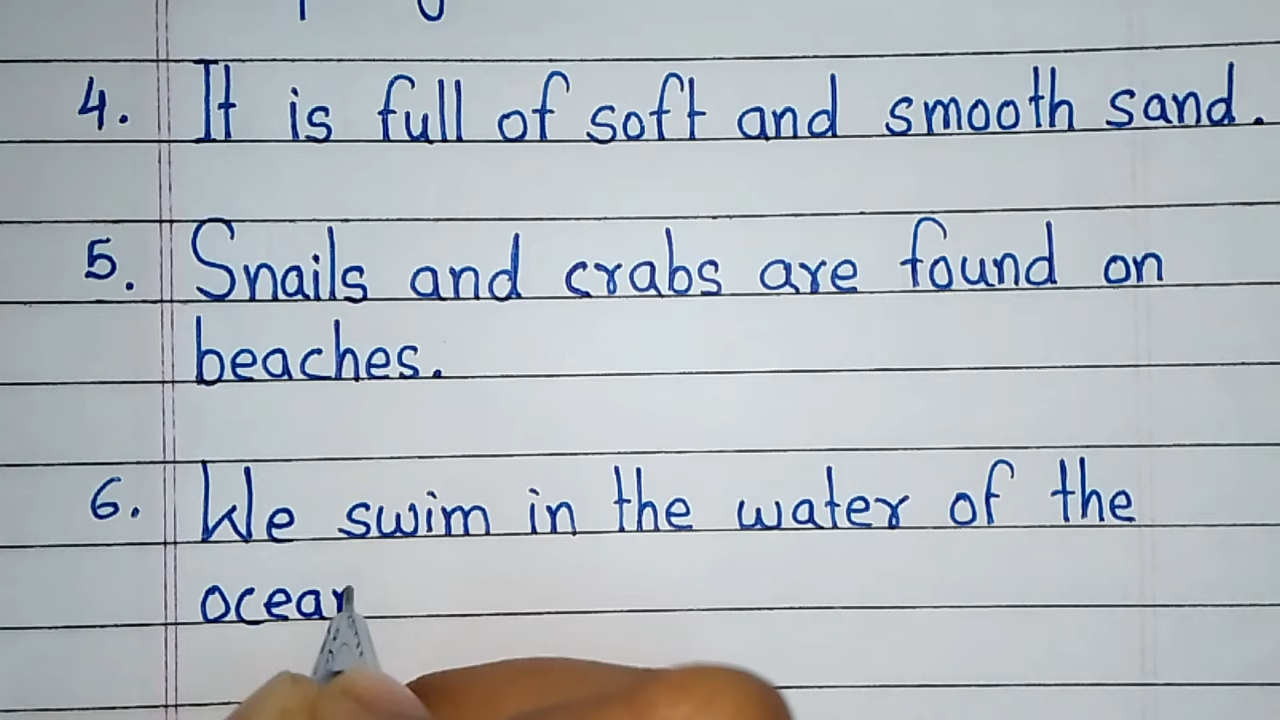 4. It is full of soft and smooth sand.
5. Snails and crabs are found on
beaches.
6. We swim in the water of the